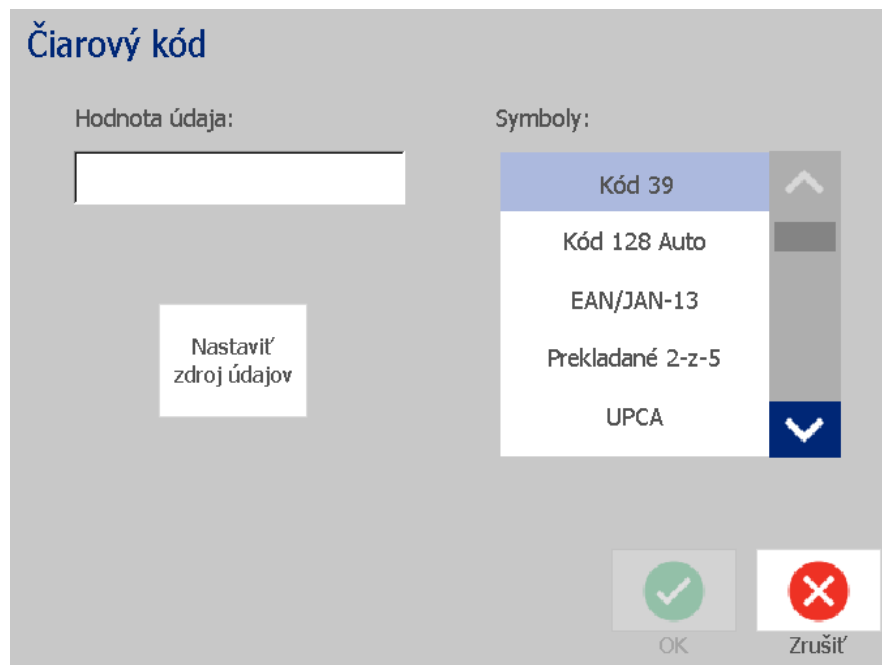 Čiarový kód
Hodnota údaja:
Symboly:
Kód 39
Kód 128 Auto
EAN/JAN-13
Prekladané 2-z-5
UPCA
Nastaviť
zdroj údajov
OK
Zrušiť